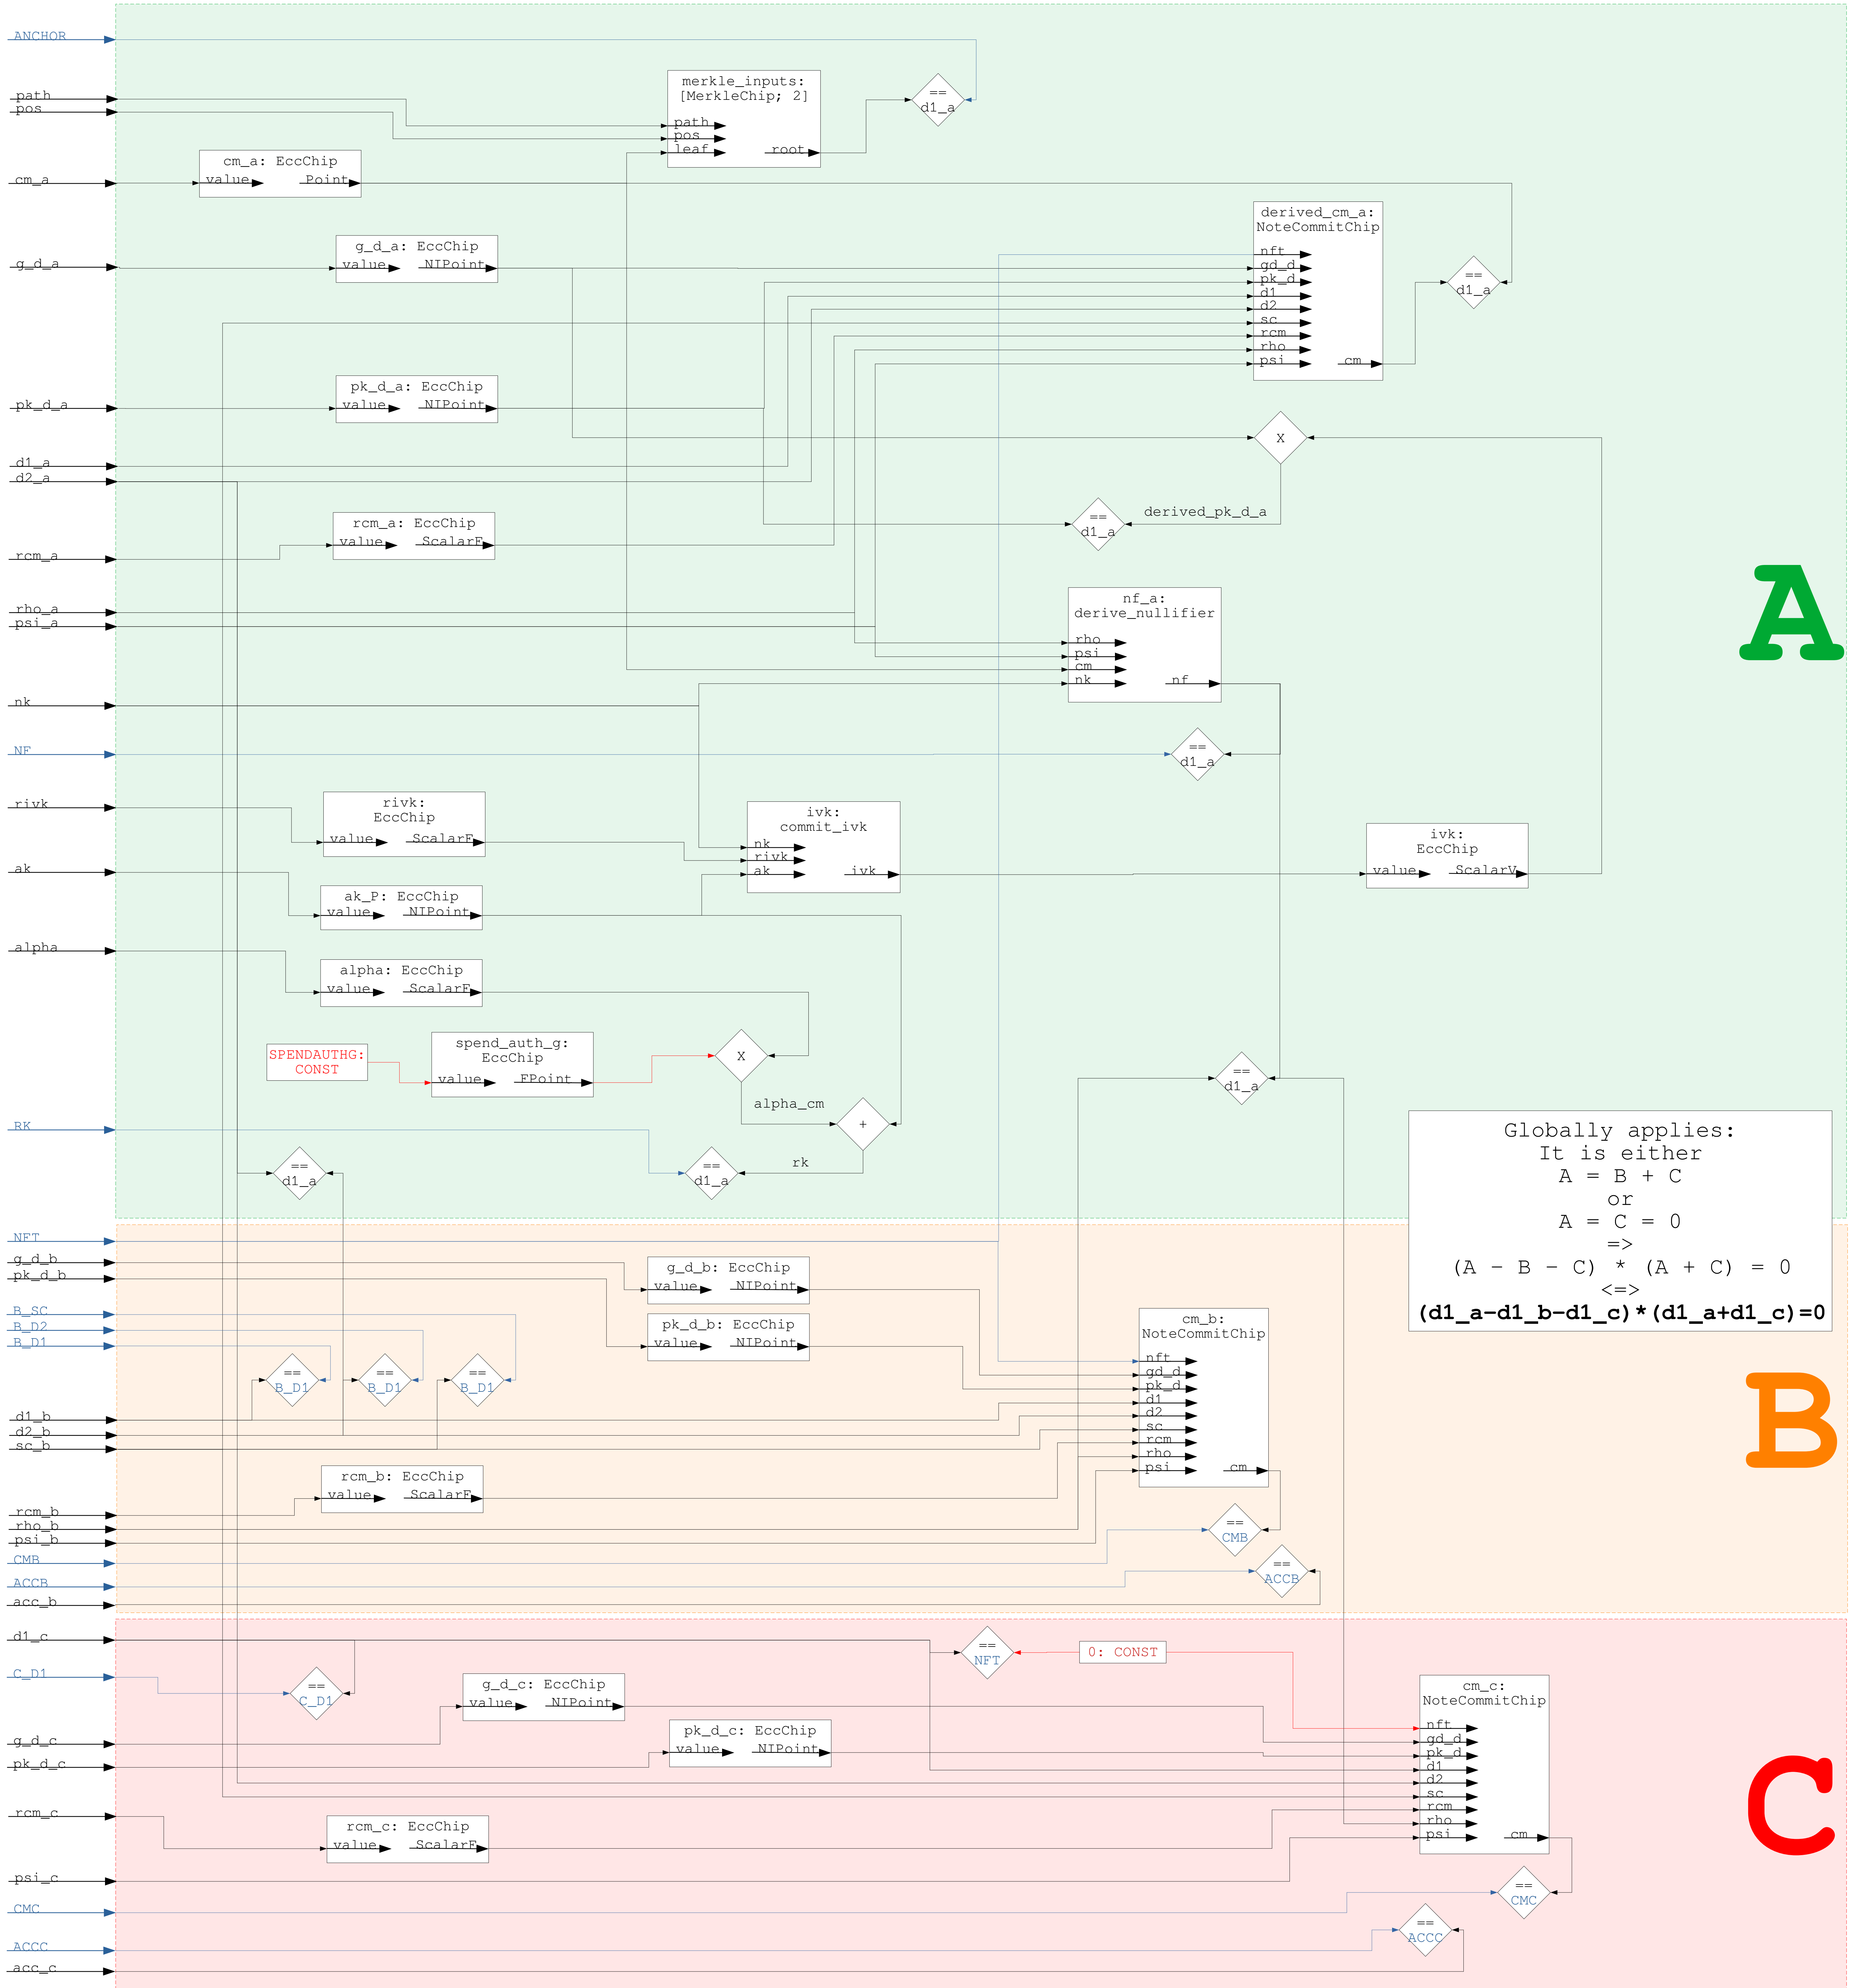 ANCHOR
path
pos
merkle_inputs:
[MerkleChip; 2]
path
pos
leaf
root
==
d1_a
cm_a
cm_a: EccChip
value
Point
derived_cm_a:
NoteCommitChip
nft
gd_d
pk_d
d1
d2
sc
rcm
rho
psi
cm
==
d1_a
g_d_a
g_d_a: EccChip
value
NIPoint
pk_d_a
pk_d_a: EccChip
value
NIPoint
X
d1_a
d2_a
derived_pk_d_a
==
d1_a
rcm_a
rcm_a: EccChip
value
ScalarF
A
rho_a
psi_a
nf_a:
derive_nullifier
rho
psi
cm
nk
nf
nk
NF
==
d1_a
rivk
rivk:
EccChip
value
ScalarF
ivk:
commit_ivk
nk
rivk
ak
ivk
ivk:
EccChip
value
ScalarV
ak
ak_P: EccChip
value
NIPoint
alpha
alpha: EccChip
value
ScalarF
SPENDAUTHG:
CONST
spend_auth_g:
EccChip
value
FPoint
X
==
d1_a
alpha_cm
+
RK
rk
==
d1_a
==
d1_a
Globally applies:
It is either
A = B + C
or
A = C = 0
=>
(A - B - C) * (A + C) = 0
<=>
(d1_a-d1_b-d1_c)*(d1_a+d1_c)=0
NFT
g_d_b
pk_d_b
g_d_b: EccChip
value
NIPoint
B_SC
B_D2
B_D1
pk_d_b: EccChip
value
NIPoint
cm_b:
NoteCommitChip
nft
gd_d
pk_d
d1
d2
sc
rcm
rho
psi
cm
==
B_D1
==
B_D1
==
B_D1
B
d1_b
d2_b
sc_b
rcm_b: EccChip
value
ScalarF
rcm_b
rho_b
psi_b
==
CMB
CMB
ACCB
acc_b
==
ACCB
d1_c
==
NFT
0: CONST
C_D1
==
C_D1
g_d_c: EccChip
value
NIPoint
cm_c:
NoteCommitChip
nft
gd_d
pk_d
d1
d2
sc
rcm
rho
psi
cm
g_d_c
pk_d_c
pk_d_c: EccChip
value
NIPoint
C
rcm_c
rcm_c: EccChip
value
ScalarF
psi_c
CMC
==
CMC
ACCC
acc_c
==
ACCC